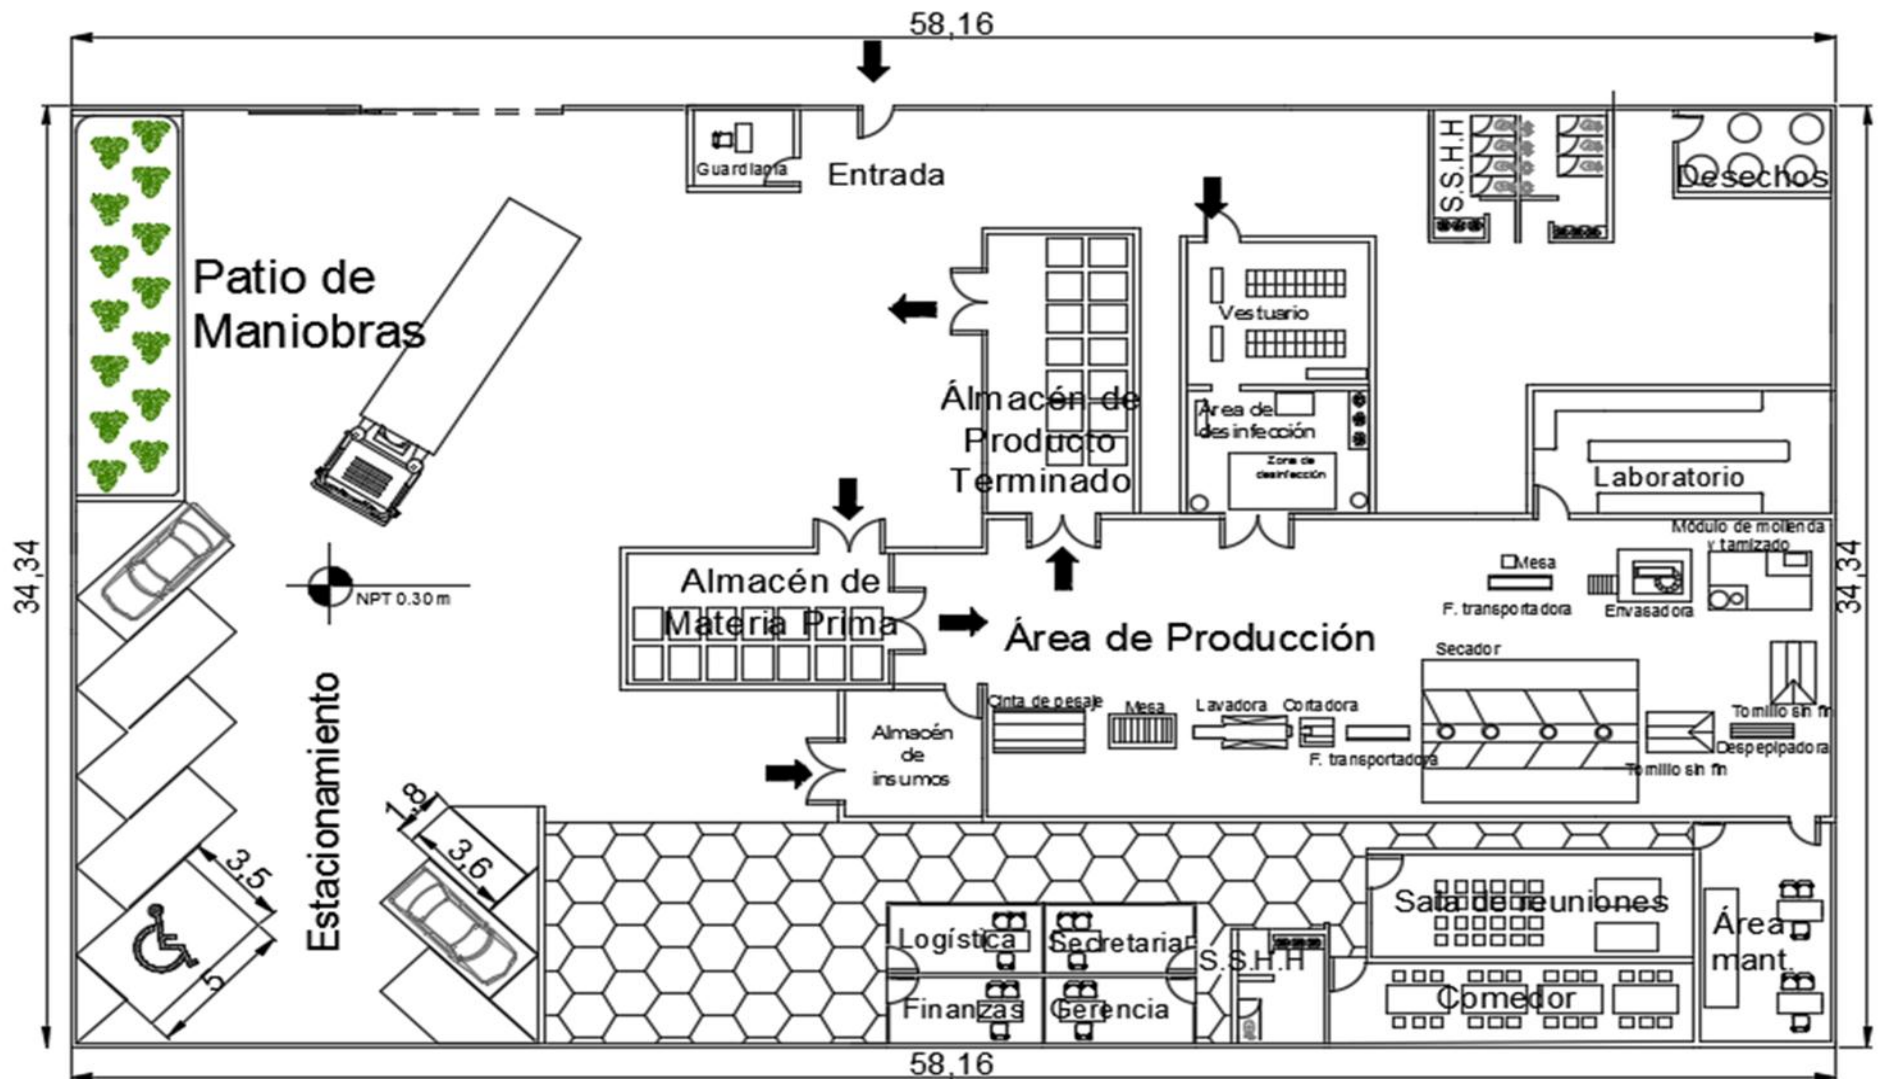 58,16
Guardiania
Entrada
S.S.H.H
Desechos
Patio de
Maniobras
Vestuario
Álmacén de
Producto
Terminado
Área de
desinfección
Zona de
desinfección
Laboratorio
34,34
NPT 0.30 m
Almacén de
Materia Prima
Área de Producción
Mesa
F. transportadora
Envasadora
Módulo de molienda
y tamizado
34,34
Secador
Cinta de pesaje
Mesa
Lavadora
Cortadora
F. transportadora
Tornillo sin fin
Despepipadora
Tornillo sin fin
Almacén
de
insumos
Estacionamiento
1,8
3,6
3,5
5
Logística
Secretariar
Finanzas
Gerencia
S.S.H.H
Sala de reuniones
Comedor
Área
mant.
58,16